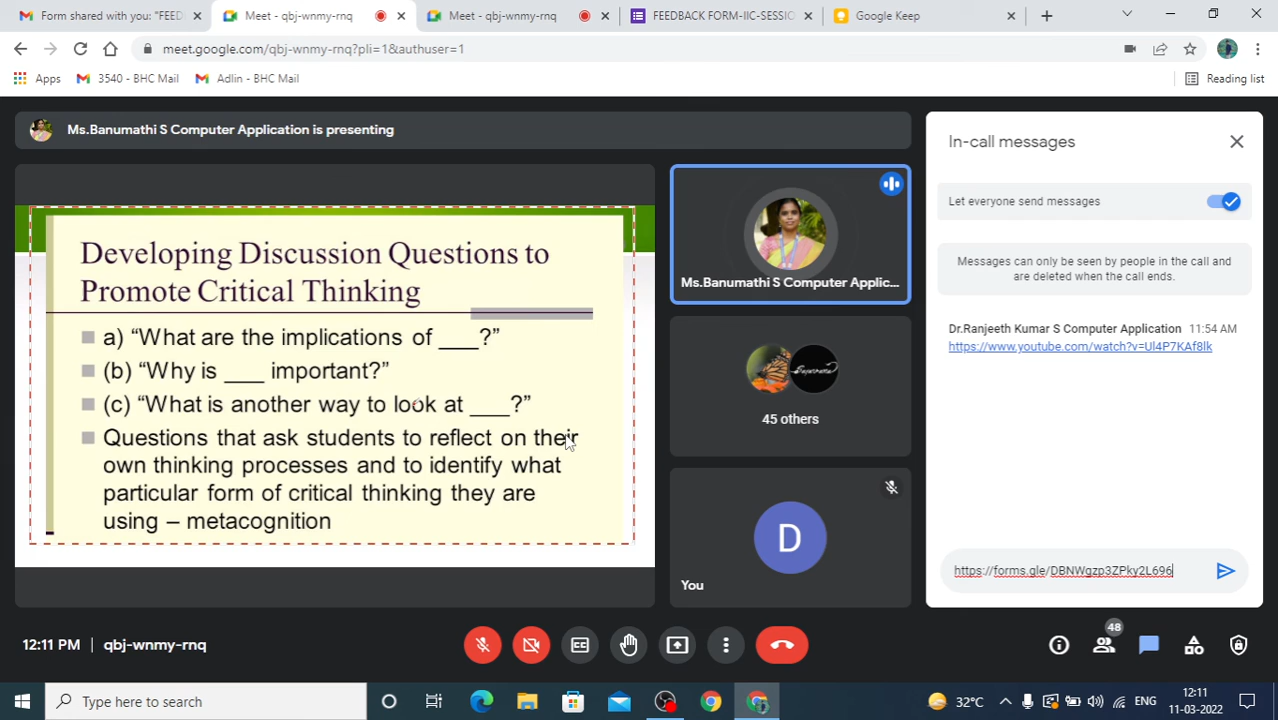 Form shared with you: "FEED
Meet - qbj-wnmy-rnq
Meet - qbj-wnmy-rnq
FEEDBACK FORM-IIC-SESSIO
Google Keep
meet.google.com/qbj-wnmy-rnq?pli=1&authuser=1
Apps
3540 - BHC Mail
Adlin - BHC Mail
Reading list
Ms.Banumathi S Computer Application is presenting
Developing Discussion Questions to
Promote Critical Thinking
a) “What are the implications of ___?”
(b) “Why is ___ important?”
(c) “What is another way to look at ___?”
Questions that ask students to reflect on their
own thinking processes and to identify what
particular form of critical thinking they are
using – metacognition
Ms.Banumathi S Computer Applic...
45 others
D
You
In-call messages
Let everyone send messages
Messages can only be seen by people in the call and
are deleted when the call ends.
Dr.Ranjeeth Kumar S Computer Application 11:54 AM
https://www.youtube.com/watch?v=Ul4P7KAf8lk
https://forms.gle/DBNWgzp3ZPky2L696
12:11 PM | qbj-wnmy-rnq
48
Type here to search
32°C
ENG
12:11
11-03-2022